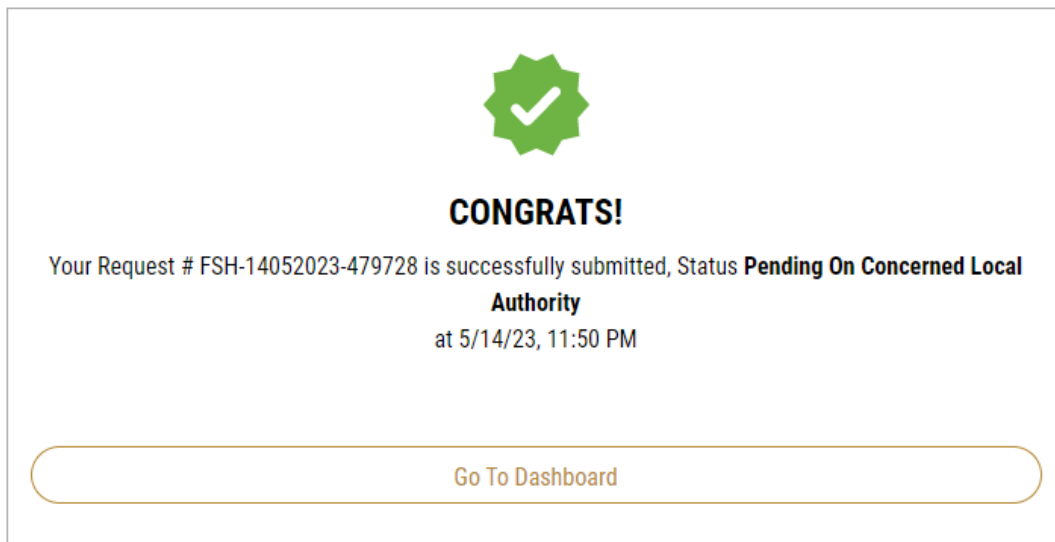 CONGRATS!
Your Request # FSH-14052023-479728 is successfully submitted, Status Pending On Concerned Local
Authority
at 5/14/23, 11:50 PM
Go To Dashboard